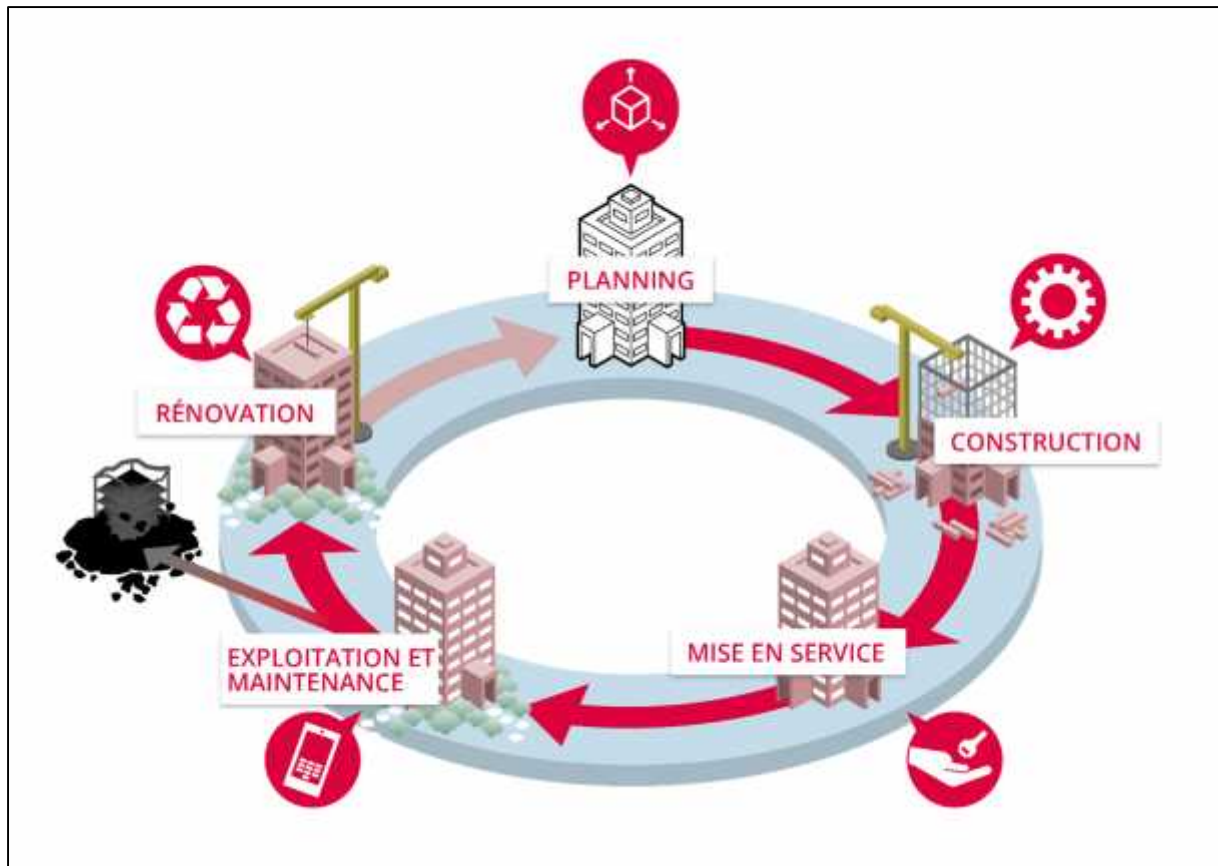 PLANNING
RÉNOVATION
CONSTRUCTION
MISE EN SERVICE
EXPLOITATION ET
MAINTENANCE